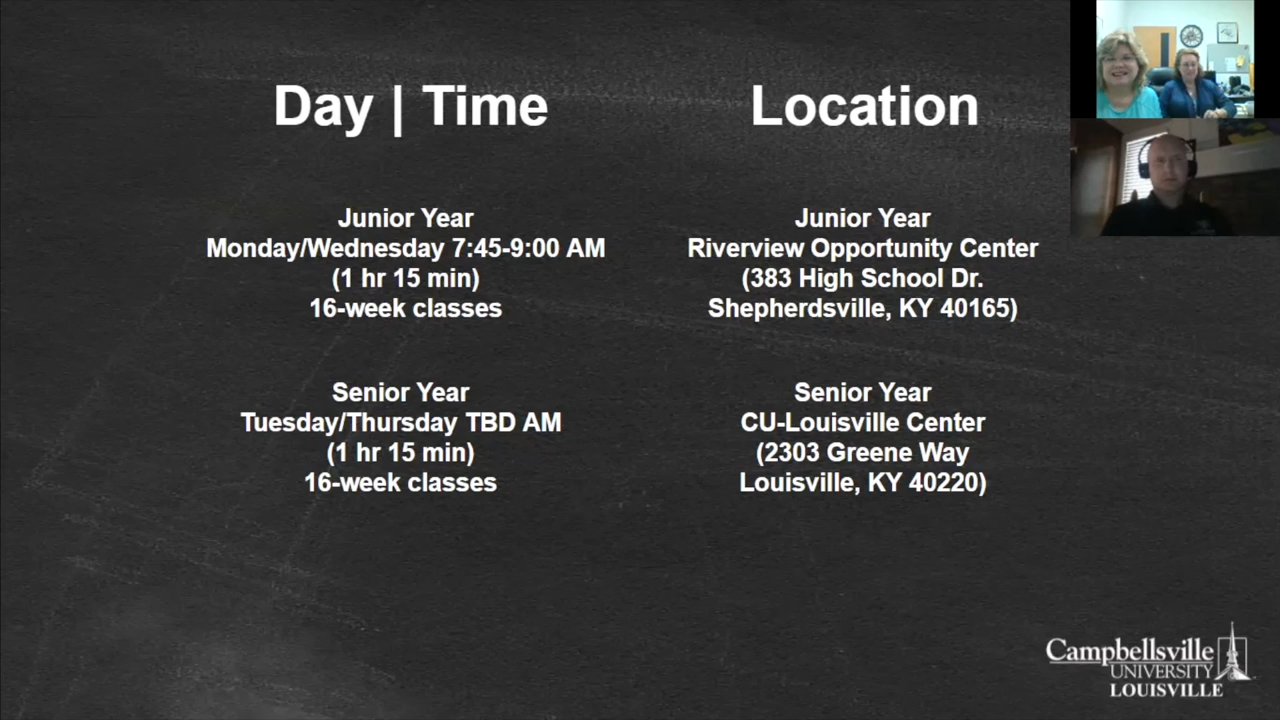 Day | Time
Location
Junior Year
Monday/Wednesday 7:45-9:00 AM
(1 hr 15 min)
16-week classes
Junior Year
Riverview Opportunity Center
(383 High School Dr.
Shepherdsville, KY 40165)
Senior Year
Tuesday/Thursday TBD AM
(1 hr 15 min)
16-week classes
Senior Year
CU-Louisville Center
(2303 Greene Way
Louisville, KY 40220)
Campbellsville
UNIVERSITY
LOUISVILLE